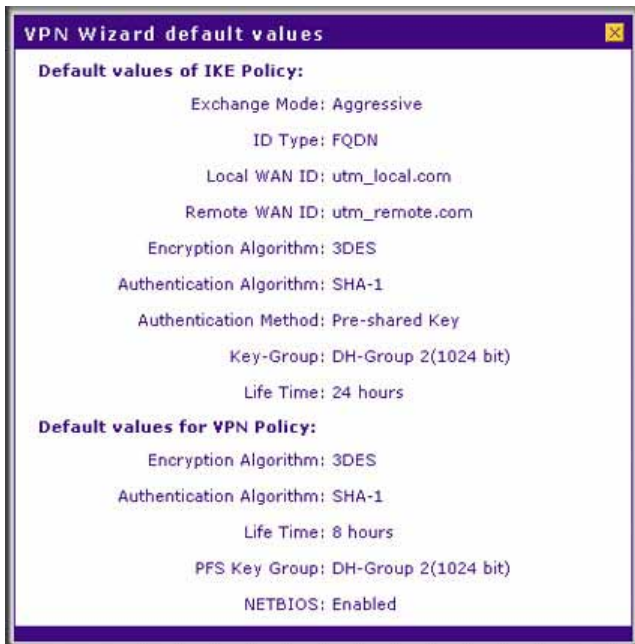 VPN Wizard default values
Default values of IKE Policy:
Exchange Mode: Aggressive
ID Type: FQDN
Local WAN ID: utm_local.com
Remote WAN ID: utm_remote.com
Encryption Algorithm: 3DES
Authentication Algorithm: SHA-1
Authentication Method: Pre-shared Key
Key-Group: DH-Group 2(1024 bit)
Life Time: 24 hours
Default values for VPN Policy:
Encryption Algorithm: 3DES
Authentication Algorithm: SHA-1
Life Time: 8 hours
PFS Key Group: DH-Group 2(1024 bit)
NETBIOS: Enabled